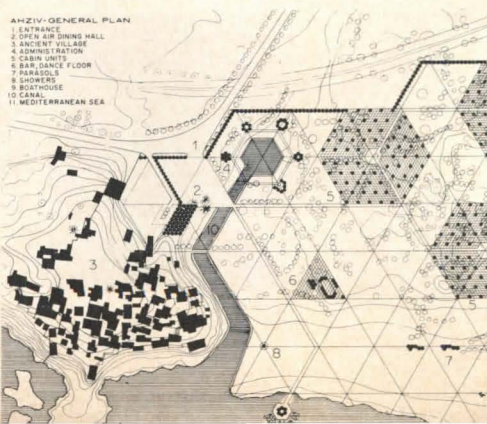 AHZIV-GENERAL PLAN
1 ENTRANCE
2 OPEN AIR DINING HALL
3 ANCIENT VILLAGE
4 ADMINISTRATION
5 CABIN UNITS
6 BAR, DANCE FLOOR
7 PARASOLS
8 SHOWERS
9 BOATHOUSE
10 CANAL
11 MEDITERRANEAN SEA
1
4
2
5
10
3
6
5
8
7